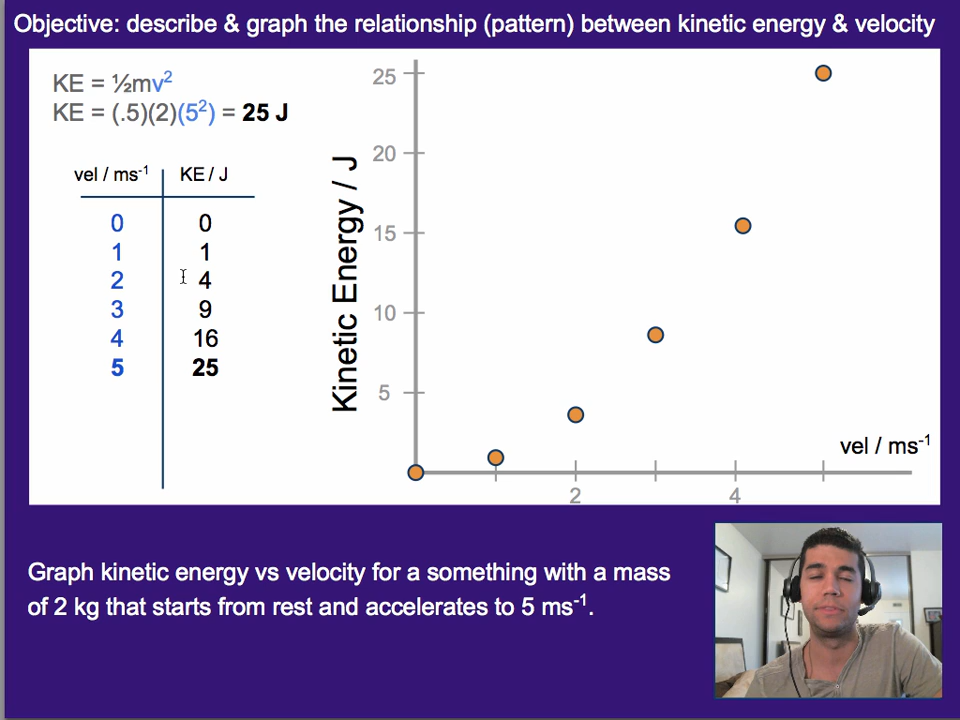 Objective: describe & graph the relationship (pattern) between kinetic energy & velocity
KE = ½mv²
KE = (.5)(2)(5²) = 25 J
vel / ms⁻¹ KE / J
0 0
1 1
2 4
3 9
4 16
5 25
Kinetic Energy / J
25
20
15
10
5
2 4
vel / ms⁻¹
Graph kinetic energy vs velocity for a something with a mass
of 2 kg that starts from rest and accelerates to 5 ms⁻¹.